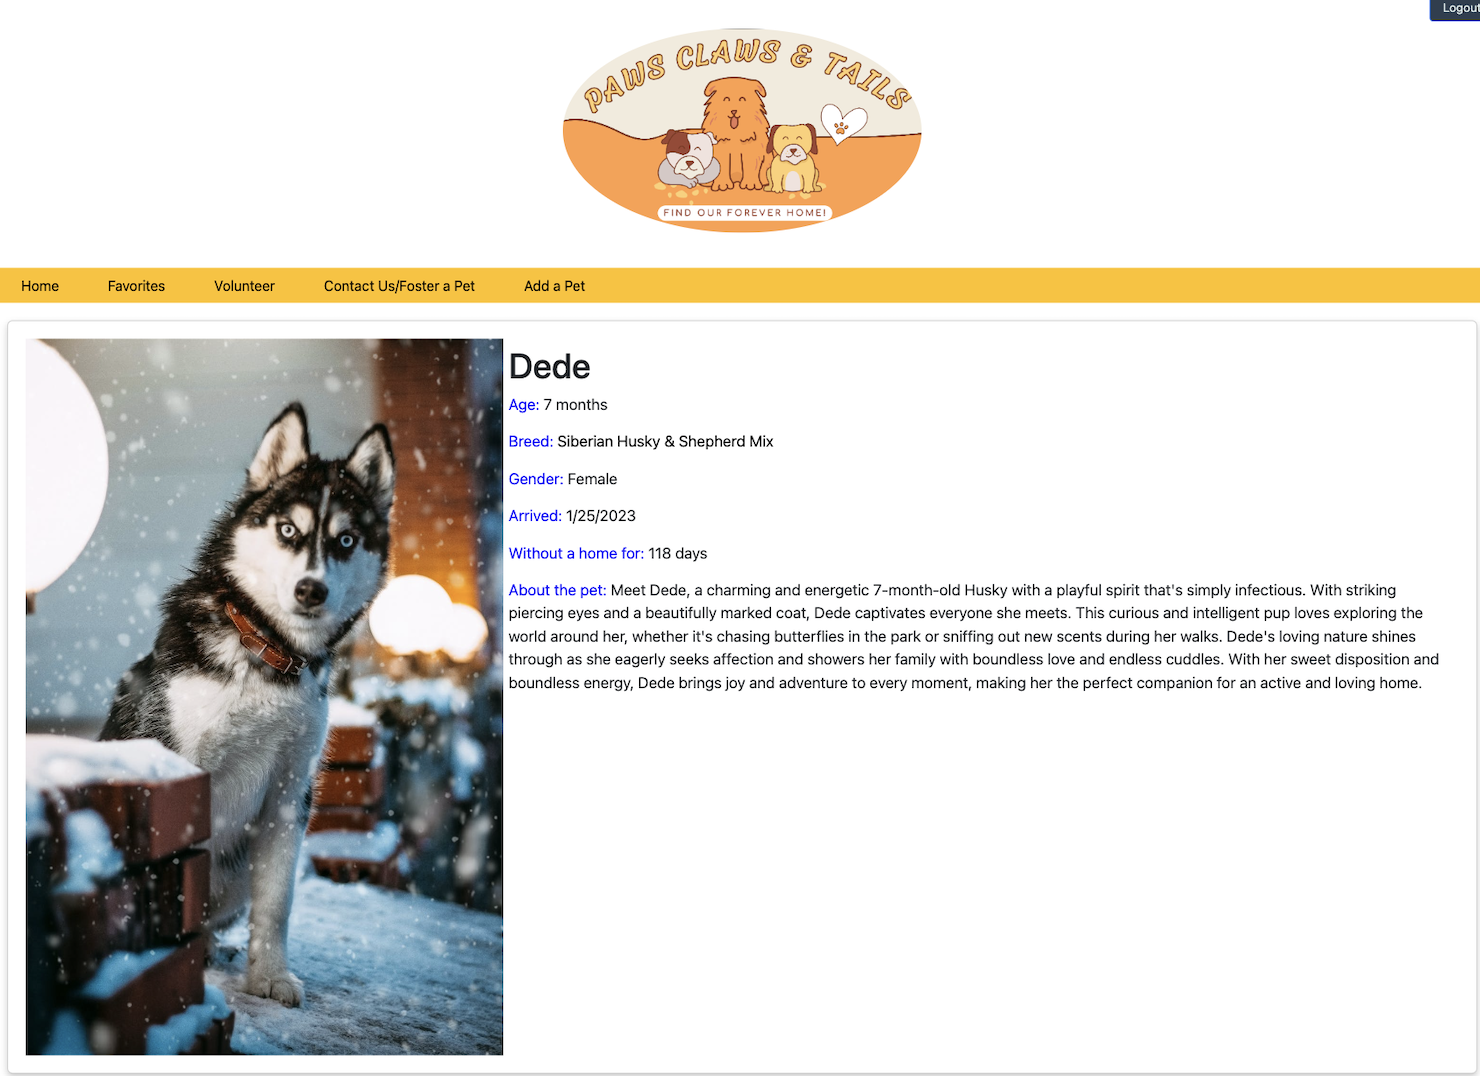 Logout
PAWS CLAWS & TAILS
FIND OUR FOREVER HOME!
Home Favorites Volunteer Contact Us/Foster a Pet Add a Pet
Dede
Age: 7 months
Breed: Siberian Husky & Shepherd Mix
Gender: Female
Arrived: 1/25/2023
Without a home for: 118 days
About the pet: Meet Dede, a charming and energetic 7-month-old Husky with a playful spirit that's simply infectious. With striking
piercing eyes and a beautifully marked coat, Dede captivates everyone she meets. This curious and intelligent pup loves exploring the
world around her, whether it's chasing butterflies in the park or sniffing out new scents during her walks. Dede's loving nature shines
through as she eagerly seeks affection and showers her family with boundless love and endless cuddles. With her sweet disposition and
boundless energy, Dede brings joy and adventure to every moment, making her the perfect companion for an active and loving home.